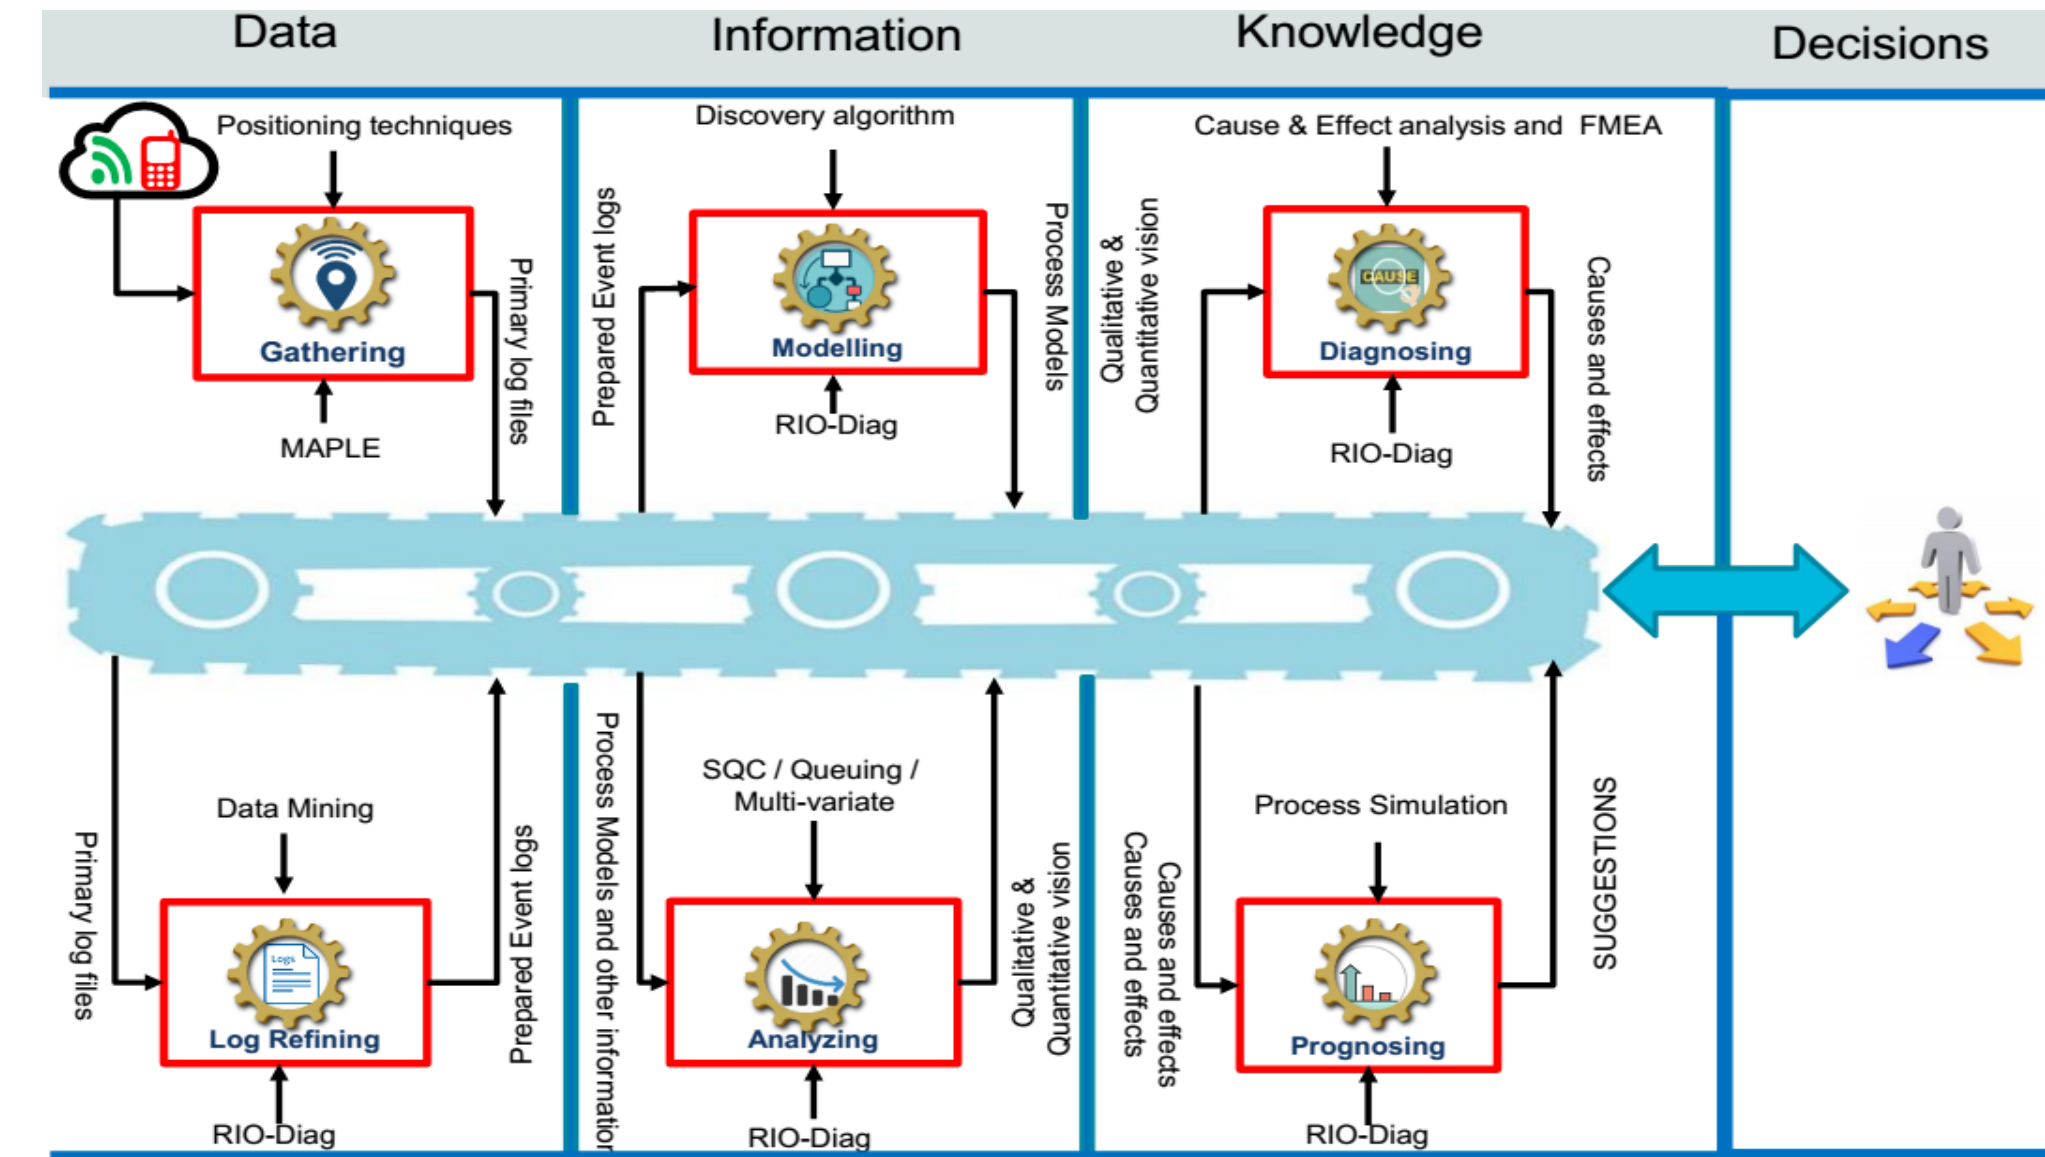 Data
Information
Knowledge
Decisions
Positioning techniques
Gathering
MAPLE
Primary log files
Discovery algorithm
Prepared Event logs
Modelling
RIO-Diag
Process Models
Cause & Effect analysis and FMEA
Qualitative &
Quantitative vision
CAUSE
Diagnosing
RIO-Diag
Causes and effects
Primary log files
Data Mining
Logs
Log Refining
RIO-Diag
Prepared Event logs
Process Models and other information
SQC / Queuing /
Multi-variate
Analyzing
RIO-Diag
Qualitative &
Quantitative vision
Causes and effects
Causes and effects
Process Simulation
Prognosing
RIO-Diag
SUGGESTIONS